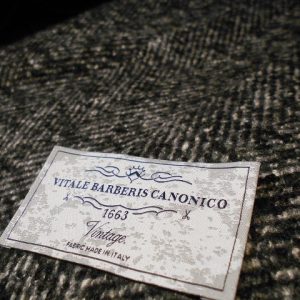 VITALE BARBERIS CANONICO
1663
Vintage
FABRIC MADE IN ITALY